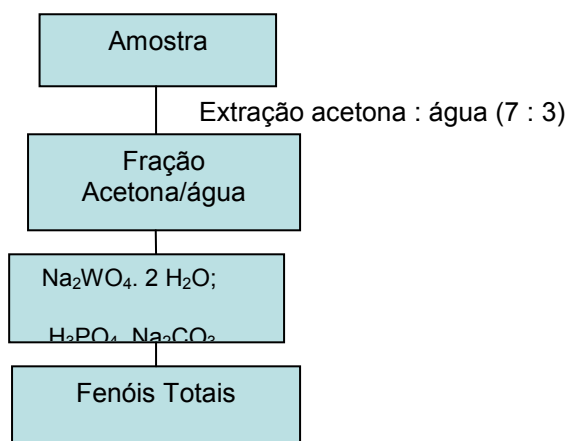 Amostra
Extração acetona : água (7 : 3)
Fração
Acetona/água
Na₂WO₄. 2 H₂O;
H₃PO₄, Na₂CO₃
Fenóis Totais